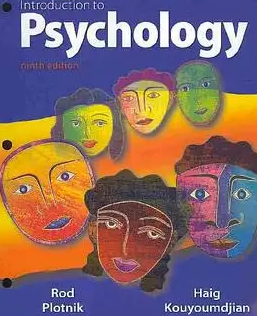 Introduction to
Psychology
ninth edition
Rod
Plotnik
Haig
Kouyoumdjian